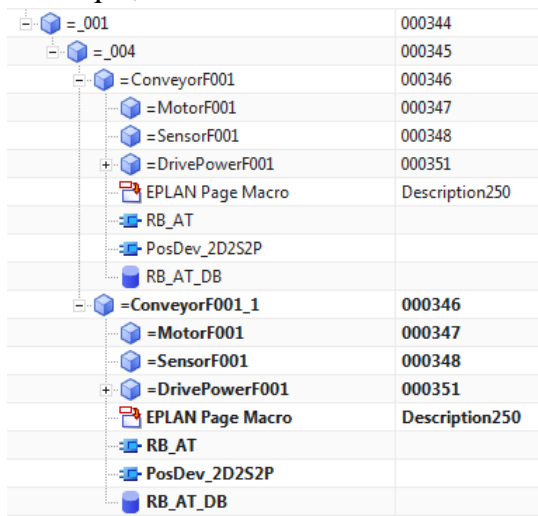 =_001 000344
=_004 000345
=ConveyorF001 000346
=MotorF001 000347
=SensorF001 000348
=DrivePowerF001 000351
EPLAN Page Macro Description250
RB_AT
PosDev_2D2S2P
RB_AT_DB
=ConveyorF001_1 000346
=MotorF001 000347
=SensorF001 000348
=DrivePowerF001 000351
EPLAN Page Macro Description250
RB_AT
PosDev_2D2S2P
RB_AT_DB